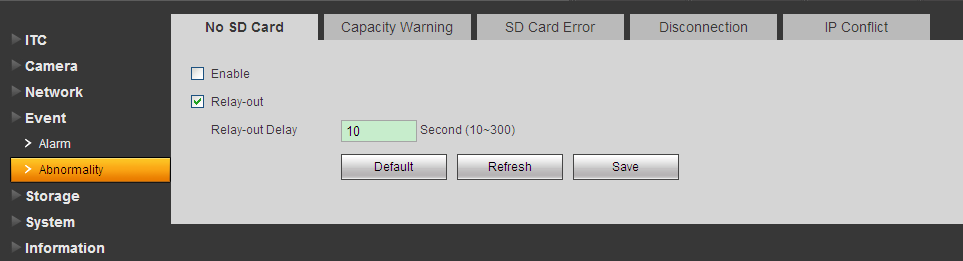 No SD Card Capacity Warning SD Card Error Disconnection IP Conflict
ITC
Camera
Network
Event
Alarm
Abnormality
Storage
System
Information
Enable
Relay-out
Relay-out Delay 10 Second (10~300)
Default Refresh Save